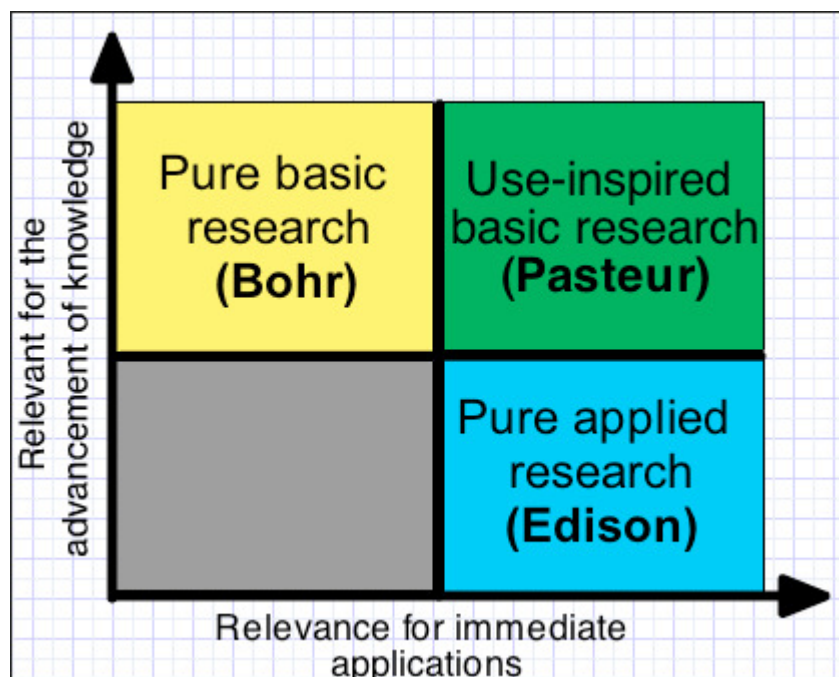 Relevant for the
advancement of knowledge
Pure basic
research
(Bohr)
Use-inspired
basic research
(Pasteur)
Pure applied
research
(Edison)
Relevance for immediate
applications